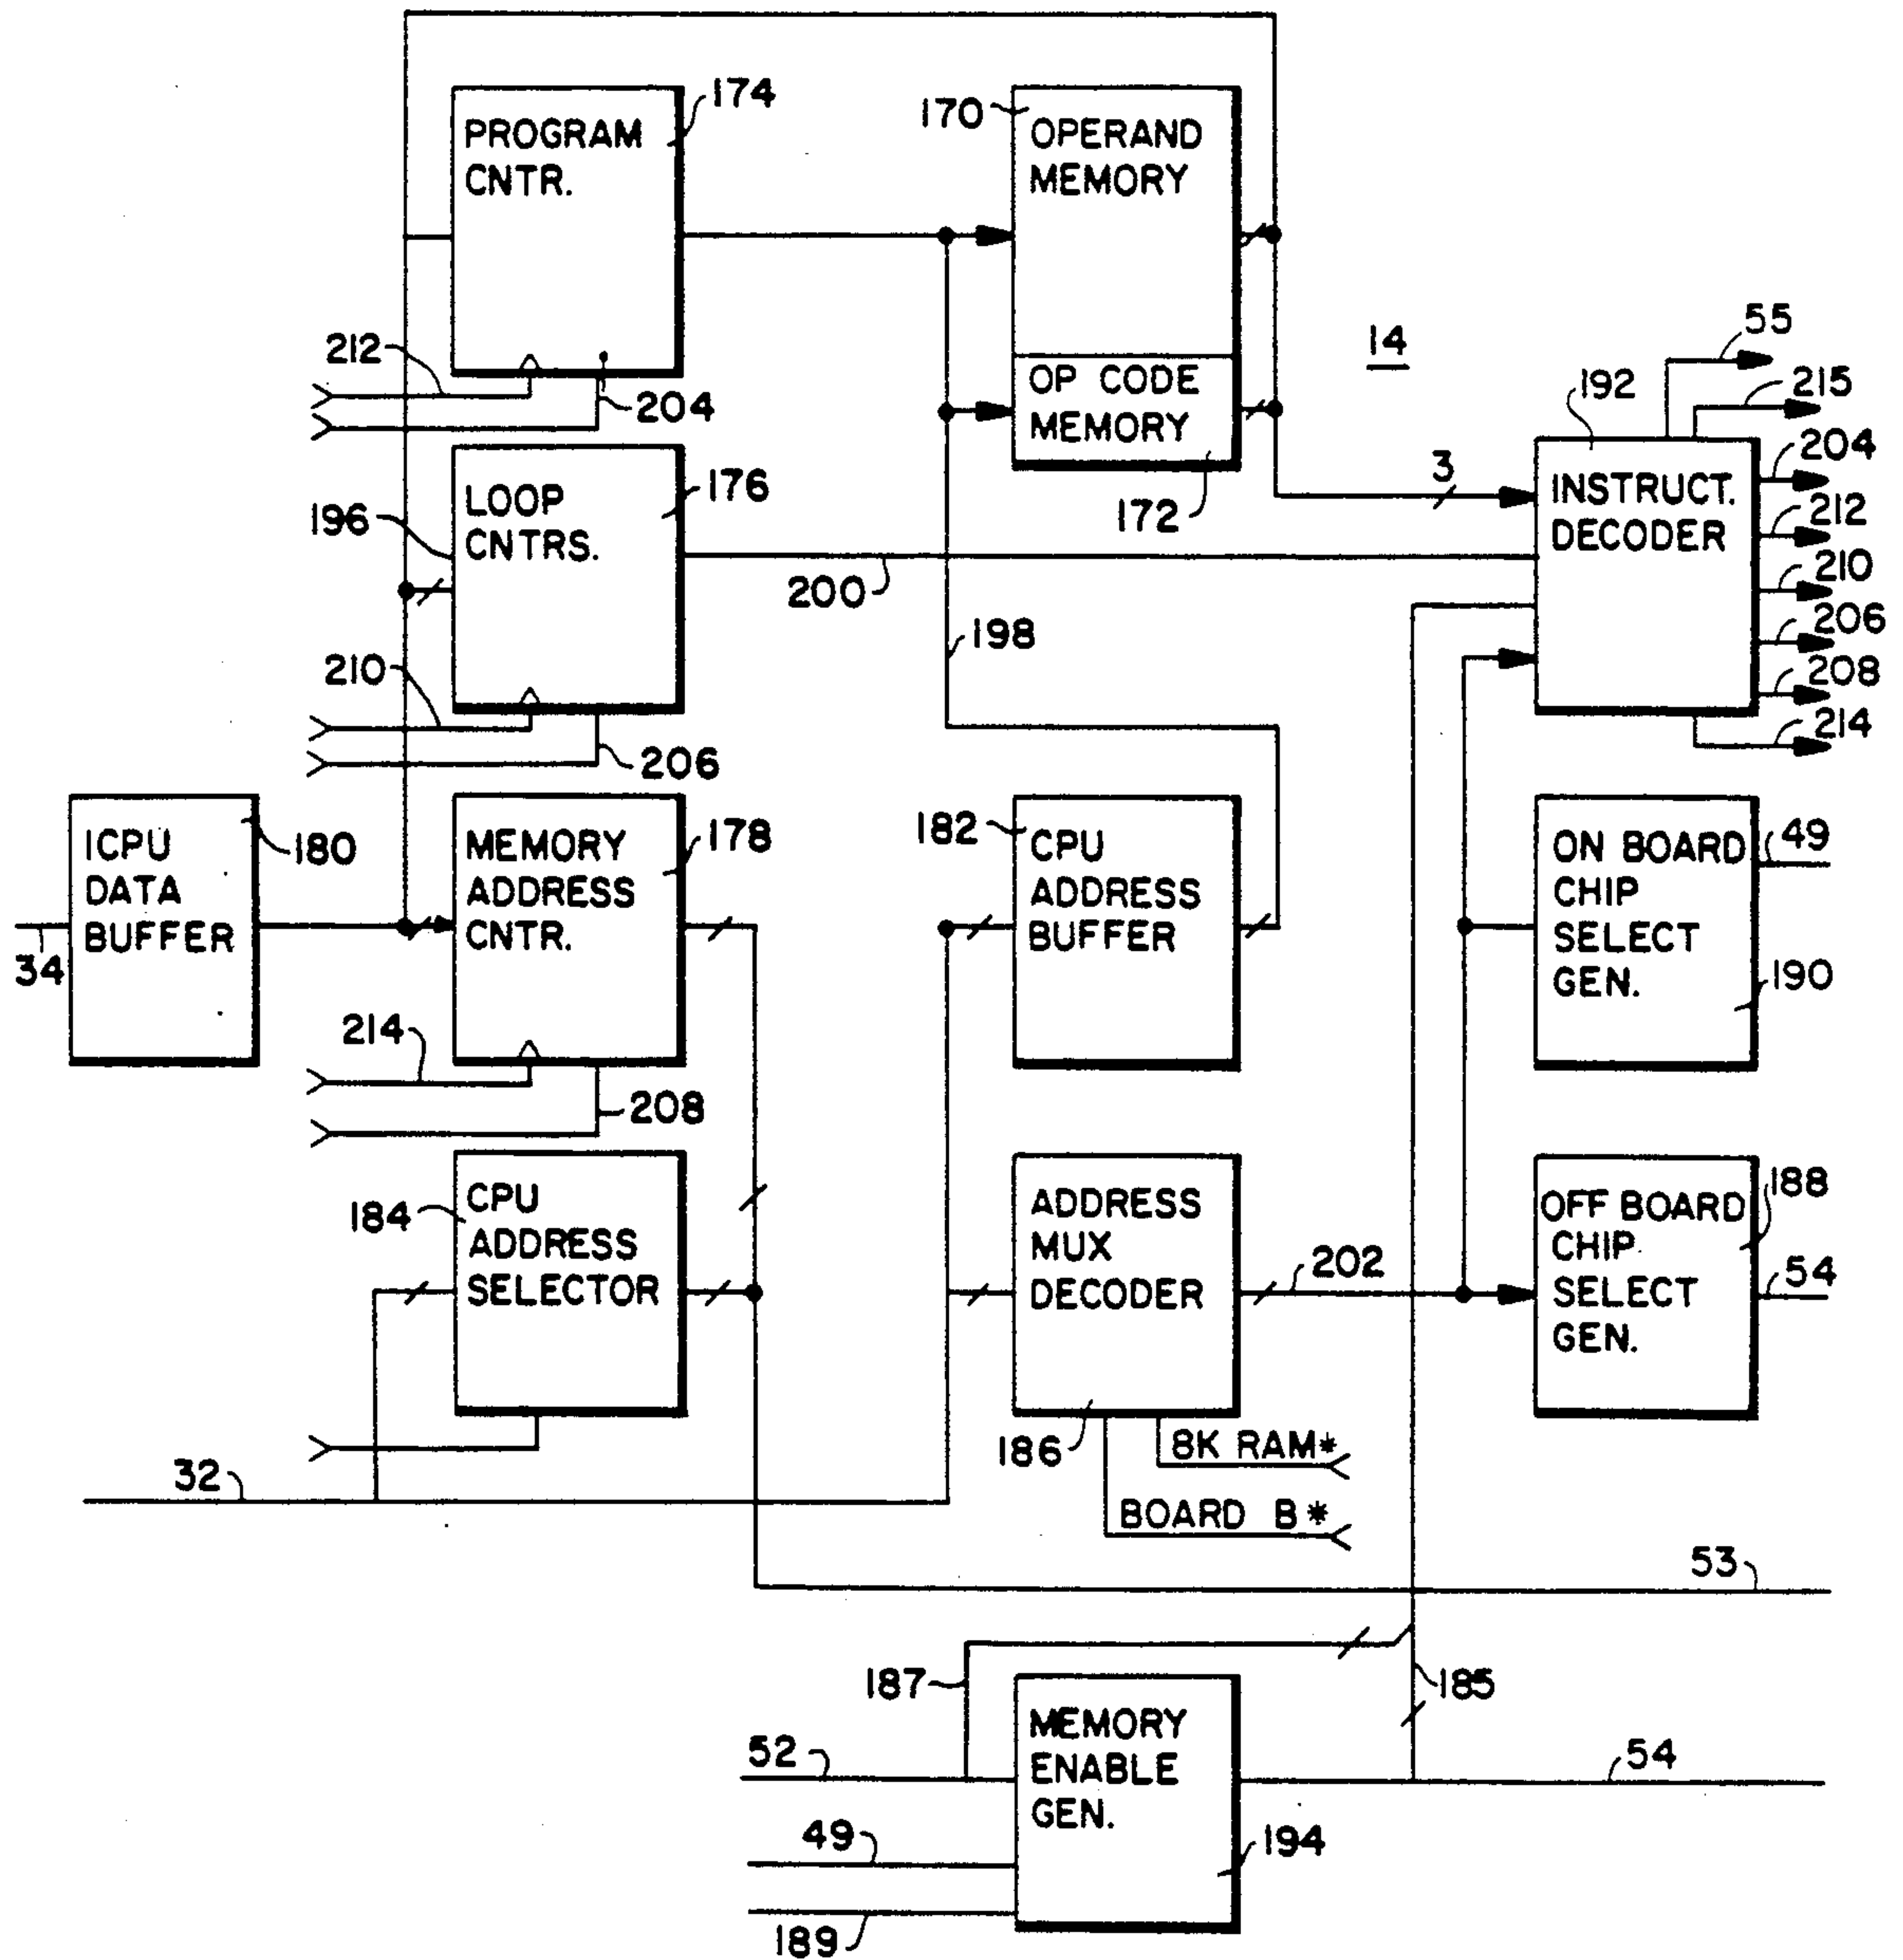 174
PROGRAM
CNTR.
170
OPERAND
MEMORY
212
204
14
OP CODE
MEMORY
172
55
215
192
204
INSTRUCT.
DECODER
212
210
206
208
214
3
LOOP
CNTRS.
176
196
200
198
210
206
ICPU
DATA
BUFFER
180
34
MEMORY
ADDRESS
CNTR.
178
182
CPU
ADDRESS
BUFFER
ON BOARD
CHIP
SELECT
GEN.
49
190
214
208
184
CPU
ADDRESS
SELECTOR
ADDRESS
MUX
DECODER
202
OFF BOARD
CHIP
SELECT
GEN.
188
54
186
8K RAM*
BOARD B*
32
53
187
185
MEMORY
ENABLE
GEN.
52
54
49
194
189